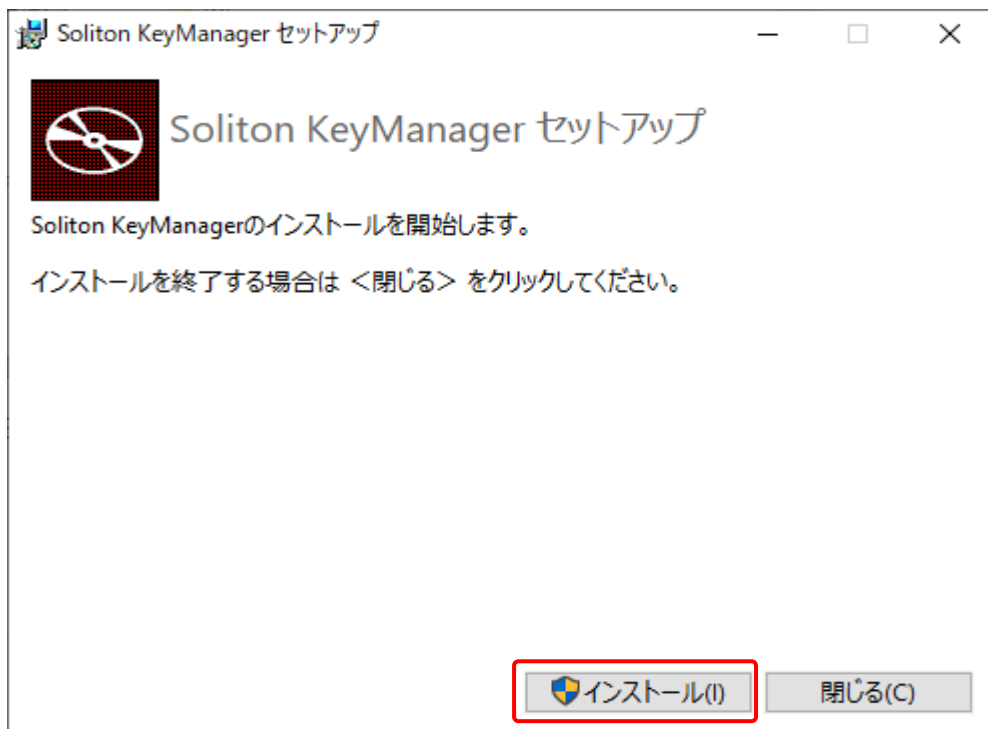 Soliton KeyManager セットアップ
Soliton KeyManager セットアップ
Soliton KeyManagerのインストールを開始します。
インストールを終了する場合は <閉じる> をクリックしてください。
インストール(I)
閉じる(C)